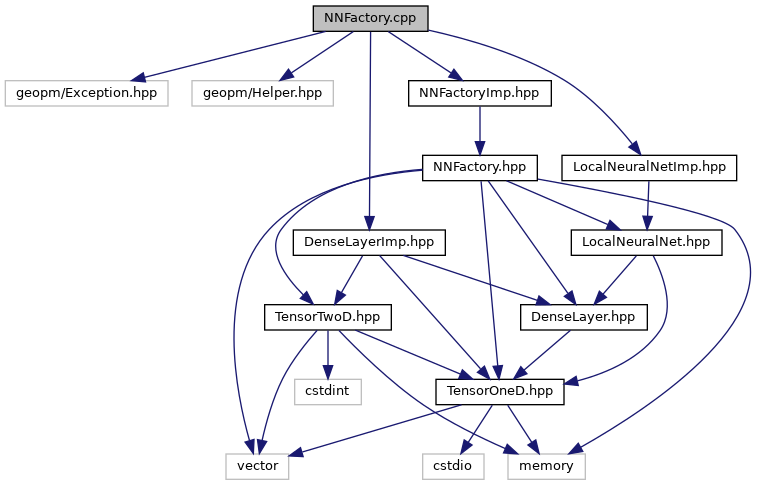 NNFactory.cpp
geopm/Exception.hpp
geopm/Helper.hpp
NNFactoryImp.hpp
NNFactory.hpp
LocalNeuralNetImp.hpp
DenseLayerImp.hpp
LocalNeuralNet.hpp
TensorTwoD.hpp
DenseLayer.hpp
cstdint
TensorOneD.hpp
vector
cstdio
memory